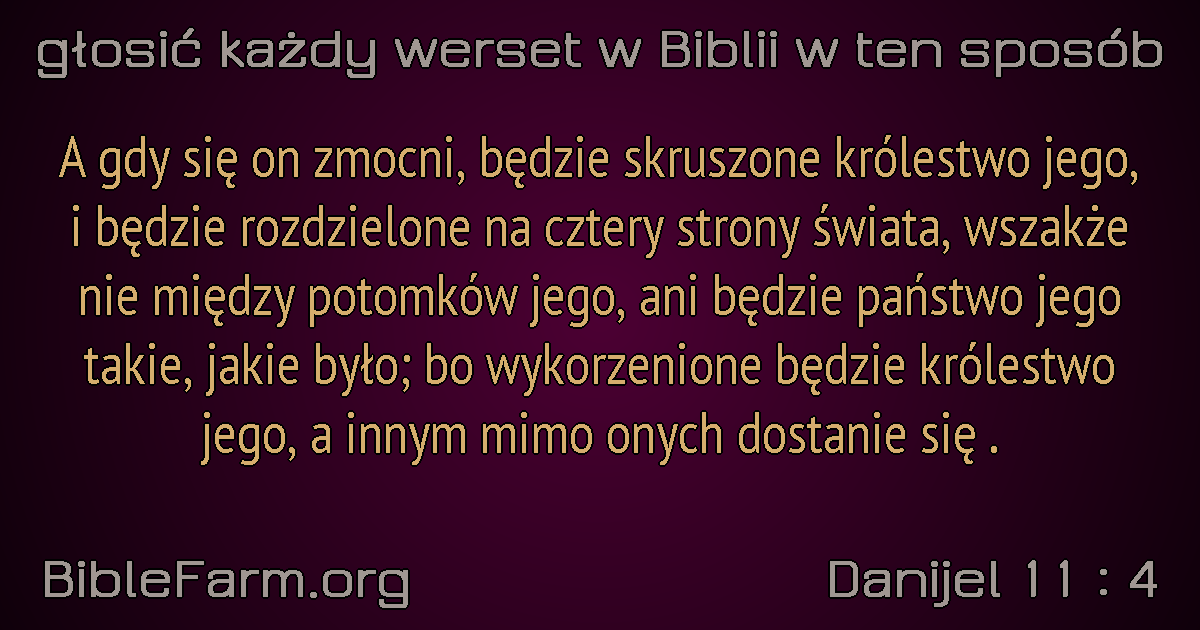 głosić każdy werset w Biblii w ten sposób
A gdy się on zmocni, będzie skruszone królestwo jego,
i będzie rozdzielone na cztery strony świata, wszakże
nie między potomków jego, ani będzie państwo jego
takie, jakie było; bo wykorzenione będzie królestwo
jego, a innym mimo onych dostanie się .
BibleFarm.org
Danijel 11 : 4